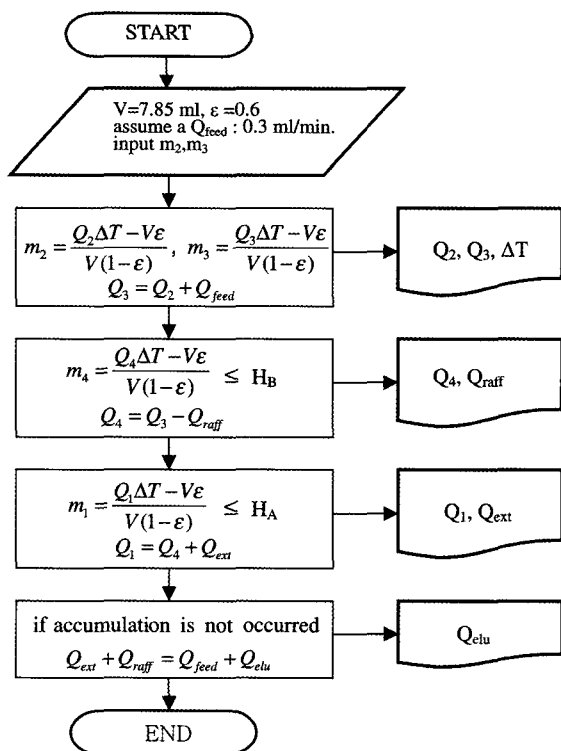 START
V=7.85 ml, ε=0.6
assume a Q_feed : 0.3 ml/min.
input m₂,m₃
m₂ = (Q₂ΔT − Vε) / (V(1−ε)), m₃ = (Q₃ΔT − Vε) / (V(1−ε))
Q₃ = Q₂ + Q_feed
Q₂, Q₃, ΔT
m₄ = (Q₄ΔT − Vε) / (V(1−ε)) ≤ H_B
Q₄ = Q₃ − Q_raff
Q₄, Q_raff
m₁ = (Q₁ΔT − Vε) / (V(1−ε)) ≤ H_A
Q₁ = Q₄ + Q_ext
Q₁, Q_ext
if accumulation is not occurred
Q_ext + Q_raff = Q_feed + Q_elu
Q_elu
END